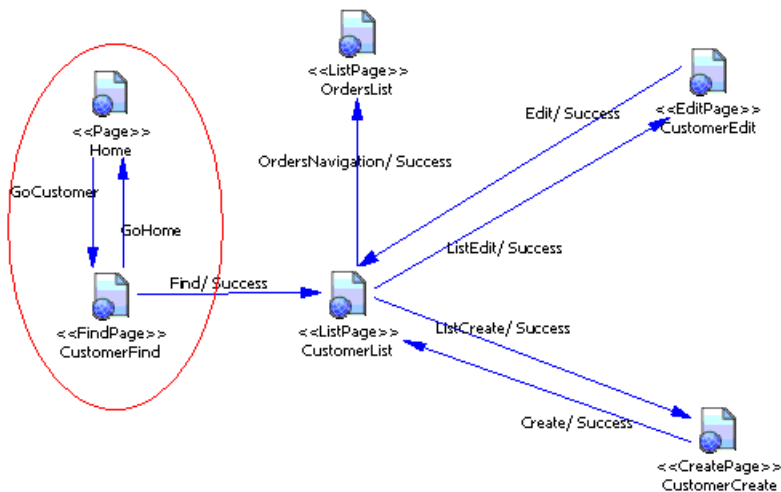 <<ListPage>>
OrdersList
<<Page>>
Home
<<EditPage>>
CustomerEdit
Edit/ Success
OrdersNavigation/ Success
GoCustomer
GoHome
ListEdit/ Success
Find/ Success
<<FindPage>>
CustomerFind
<<ListPage>>
CustomerList
ListCreate/ Success
Create/ Success
<<CreatePage>>
CustomerCreate